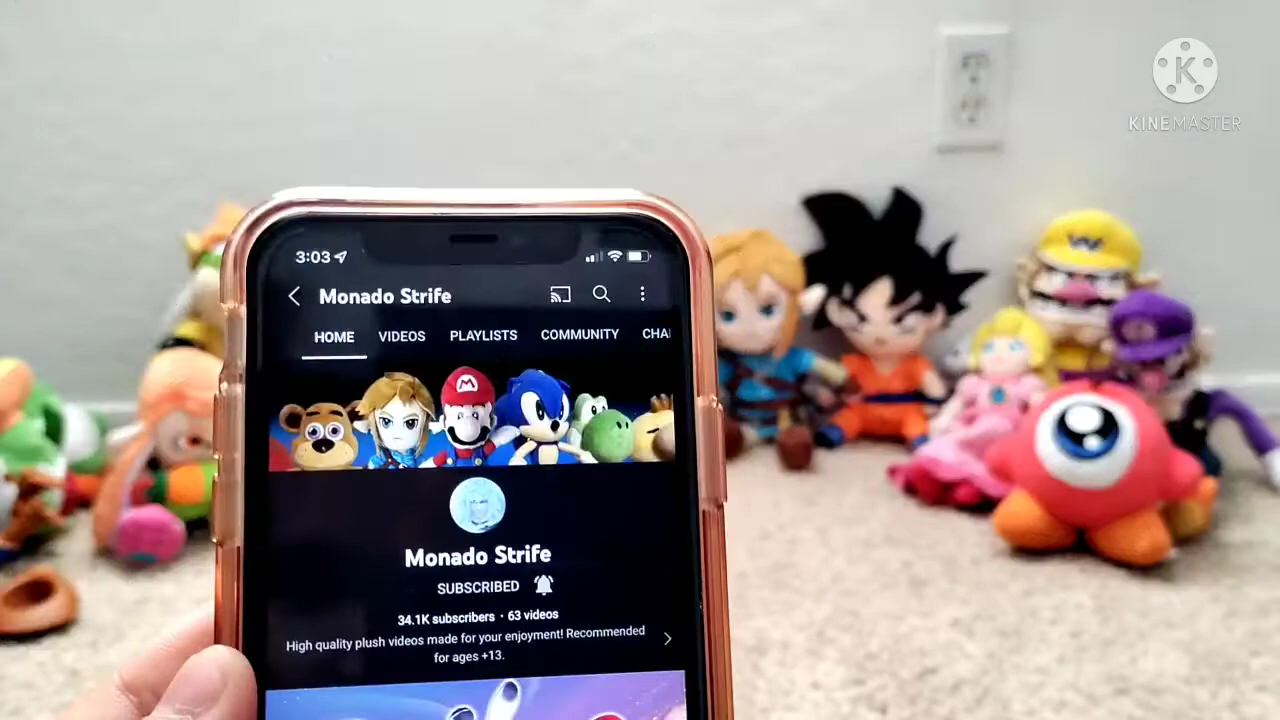 K
KINEMASTER
3:03
Monado Strife
HOME VIDEOS PLAYLISTS COMMUNITY CHA
M
W
Monado Strife
SUBSCRIBED
34.1K subscribers · 63 videos
High quality plush videos made for your enjoyment! Recommended
for ages +13.